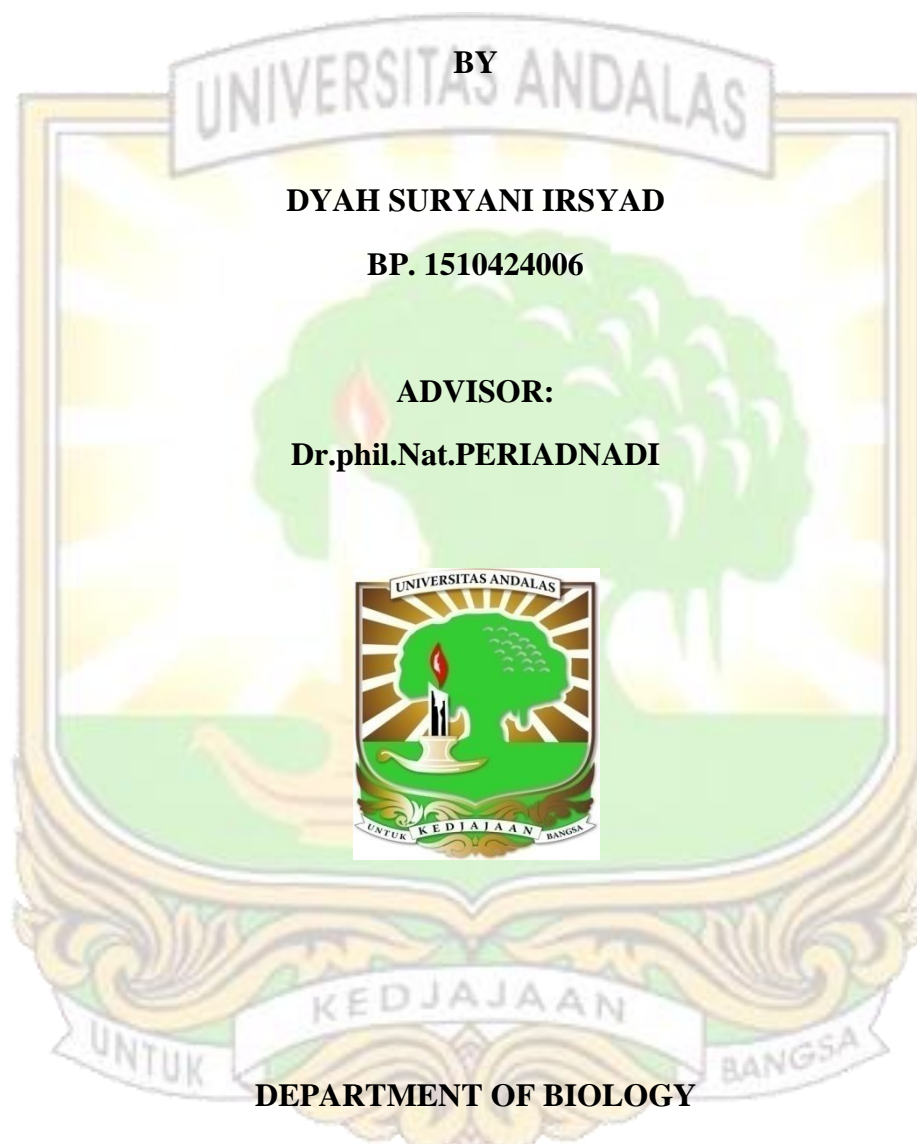 UNIVERSITAS ANDALAS
BY
DYAH SURYANI IRSYAD
BP. 1510424006
ADVISOR:
Dr.phil.Nat.PERIADNADI
UNIVERSITAS ANDALAS
UNTUK KEDJAJAAN BANGSA
UNTUK KEDJAJAAN BANGSA
DEPARTMENT OF BIOLOGY